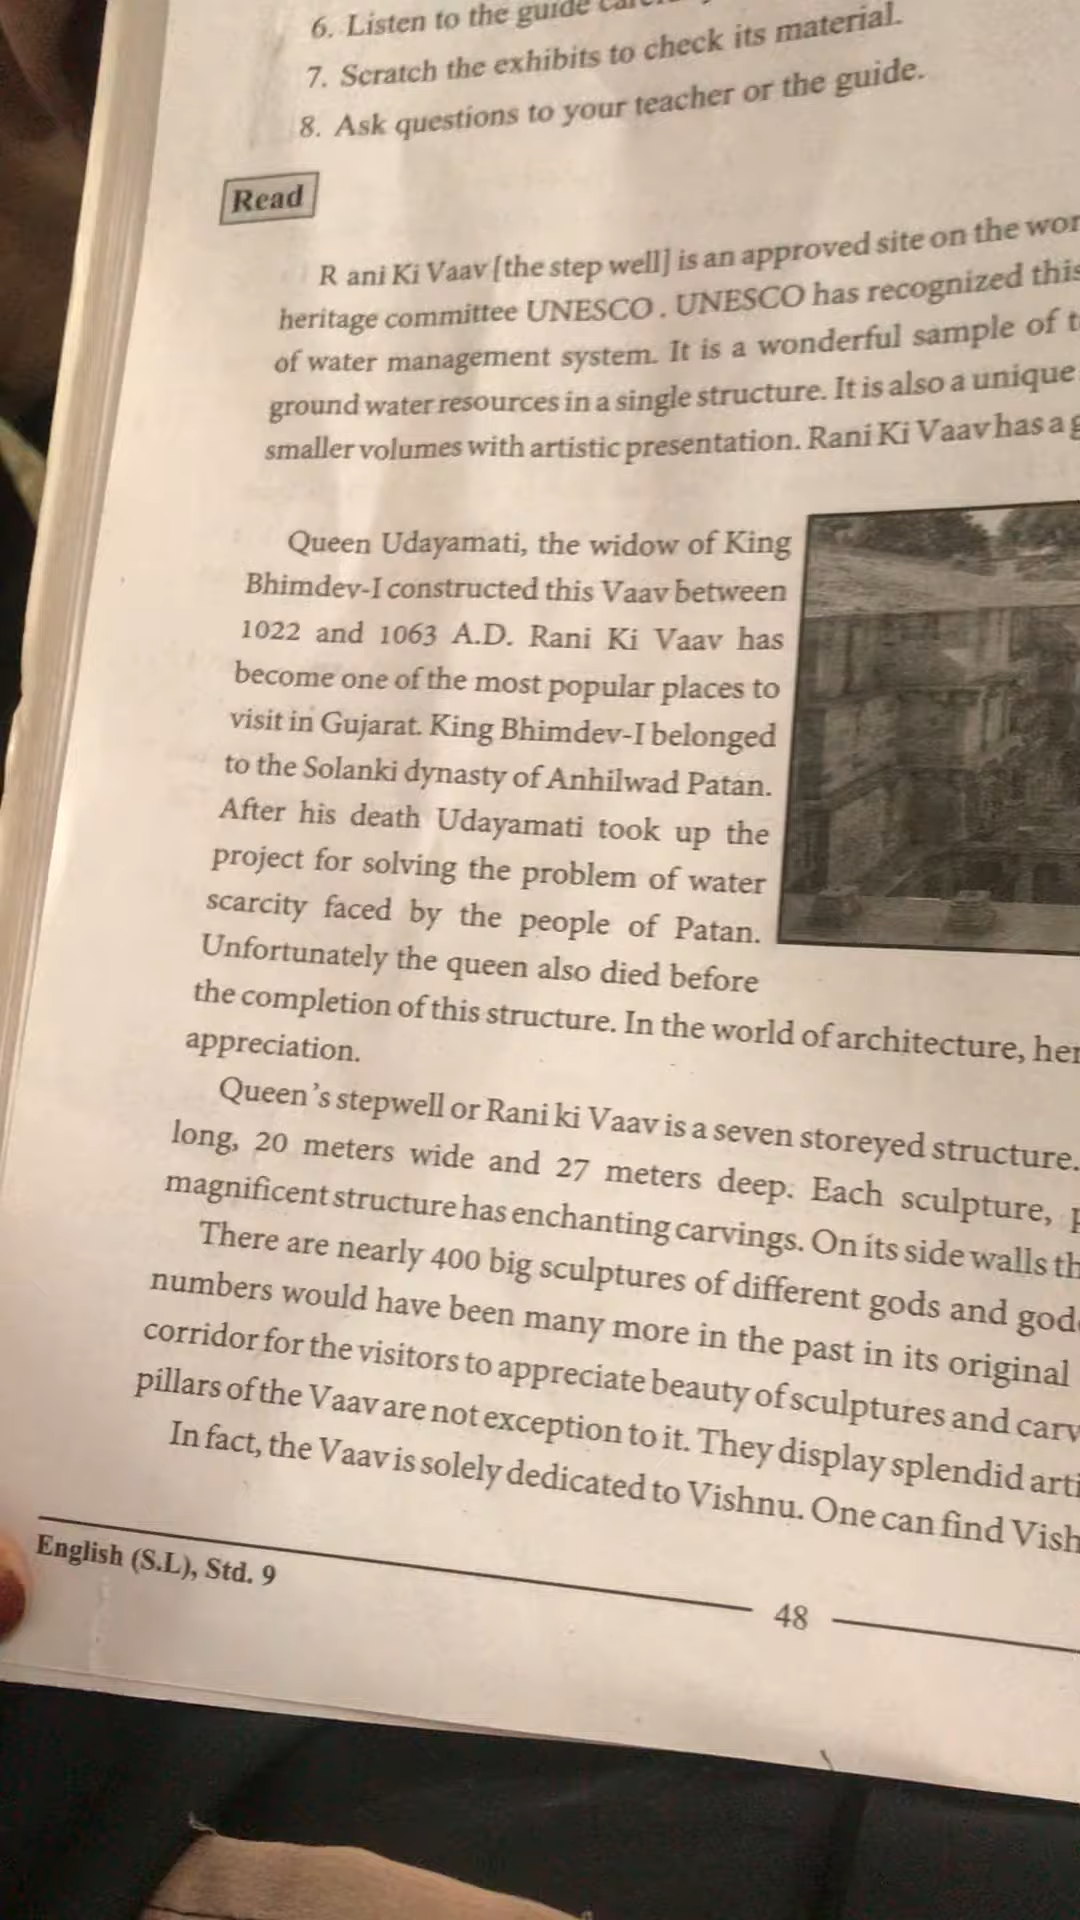 6. Listen to the guide
7. Scratch the exhibits to check its material.
8. Ask questions to your teacher or the guide.
Read
R ani Ki Vaav [the step well] is an approved site on the
heritage committee UNESCO . UNESCO has recognized this
of water management system. It is a wonderful sample of
ground water resources in a single structure. It is also a unique
smaller volumes with artistic presentation. Rani Ki Vaav has a
Queen Udayamati, the widow of King
Bhimdev-I constructed this Vaav between
1022 and 1063 A.D. Rani Ki Vaav has
become one of the most popular places to
visit in Gujarat. King Bhimdev-I belonged
to the Solanki dynasty of Anhilwad Patan.
After his death Udayamati took up the
project for solving the problem of water
scarcity faced by the people of Patan.
Unfortunately the queen also died before
the completion of this structure. In the world of architecture,
appreciation.
Queen's stepwell or Rani ki Vaav is a seven storeyed structure.
long, 20 meters wide and 27 meters deep. Each sculpture,
magnificent structure has enchanting carvings. On its side walls
There are nearly 400 big sculptures of different gods and
numbers would have been many more in the past in its original
corridor for the visitors to appreciate beauty of sculptures and
pillars of the Vaav are not exception to it. They display splendid
In fact, the Vaav is solely dedicated to Vishnu. One can find
English (S.L), Std. 9
48